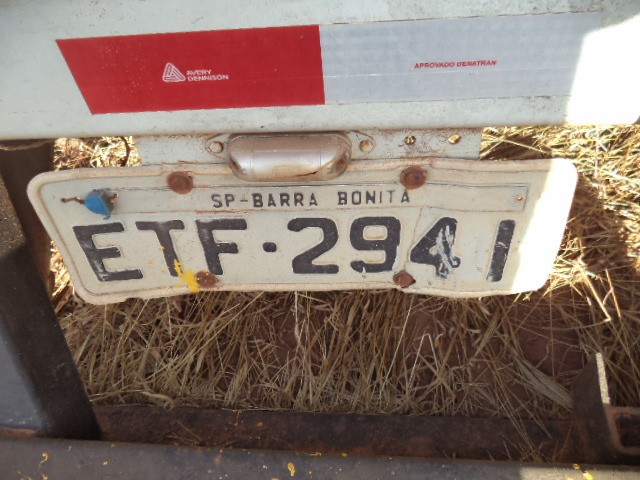 AVERY
DENNISON
APROVADO DENATRAN
SP-BARRA BONITA
ETF·2941